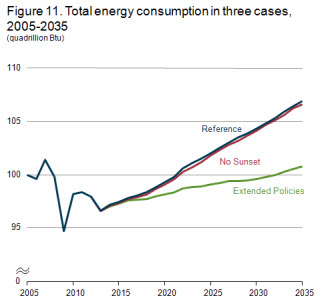 Figure 11. Total energy consumption in three cases,
2005-2035
(quadrillion Btu)
110
105
100
95
0
Reference
No Sunset
Extended Policies
2005 2010 2015 2020 2025 2030 2035